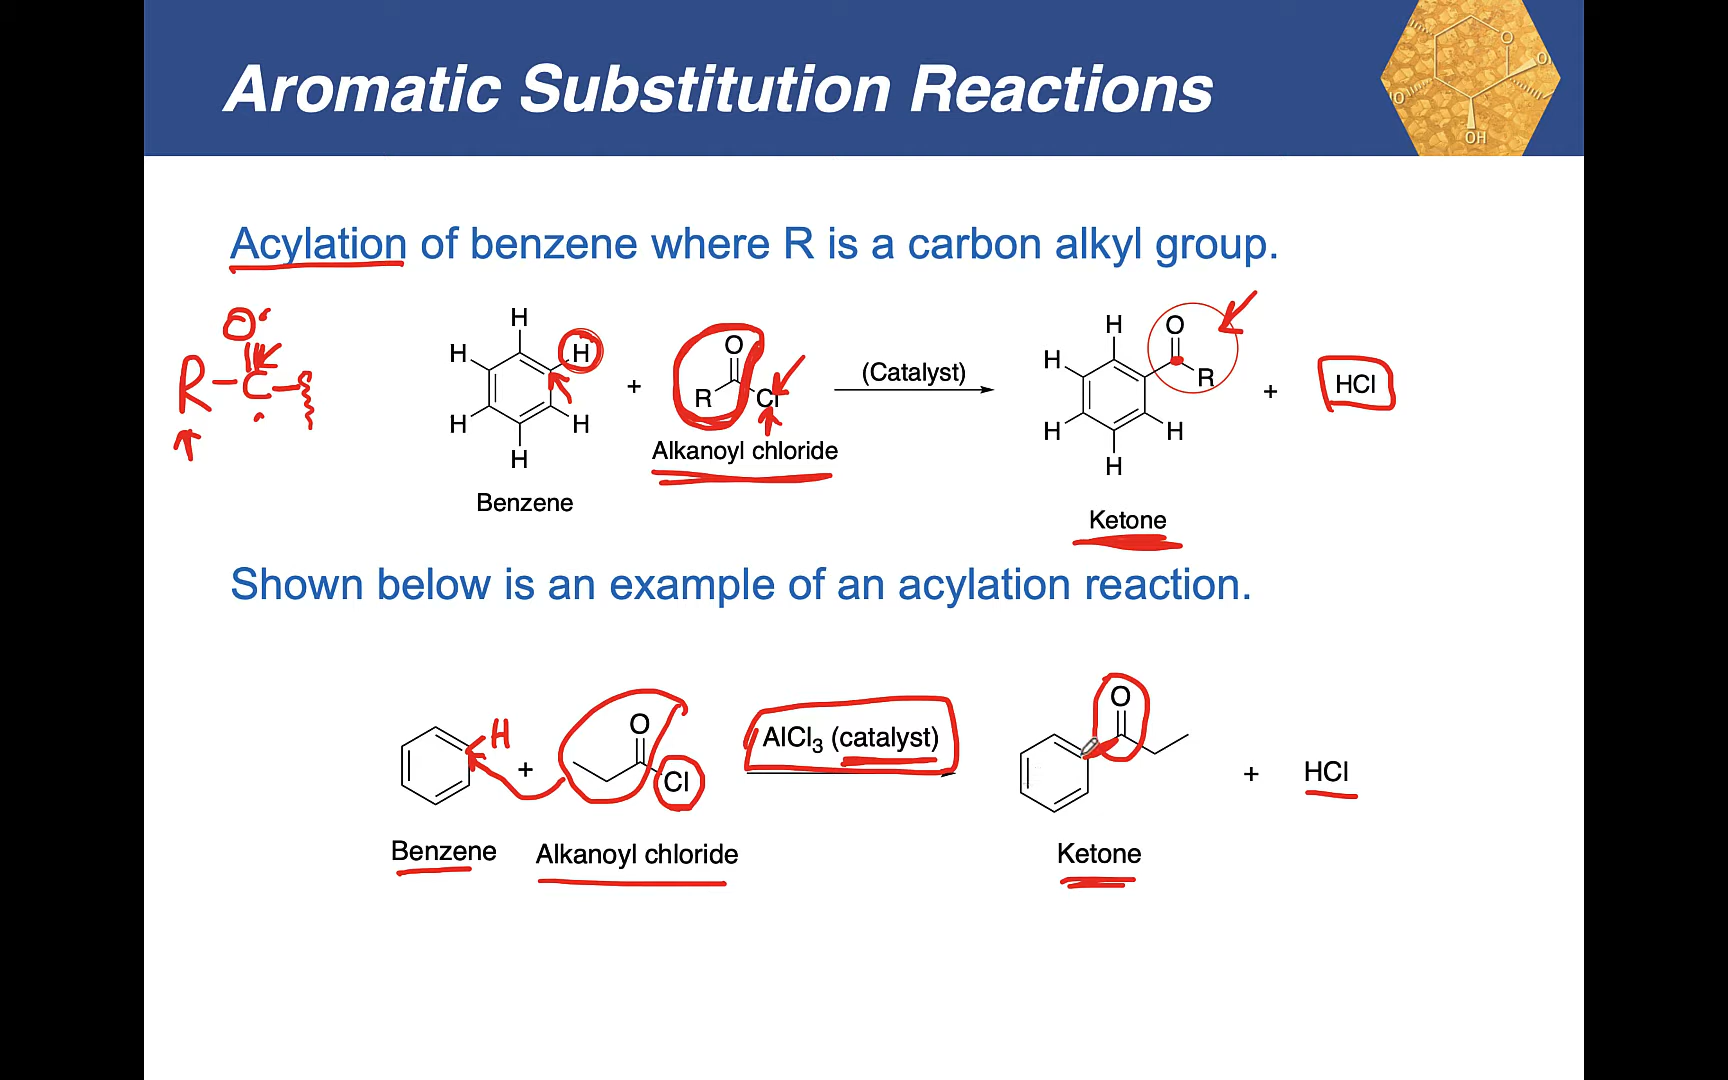 Aromatic Substitution Reactions
O
O
O
OH
Acylation of benzene where R is a carbon alkyl group.
O
R-C-
H
H
H
H
H
H
Benzene
+
O
R
Cl
Alkanoyl chloride
(Catalyst)
H
O
H
R
H
H
H
Ketone
+
HCl
Shown below is an example of an acylation reaction.
H
Benzene
+
O
Cl
Alkanoyl chloride
AlCl₃ (catalyst)
O
Ketone
+
HCl